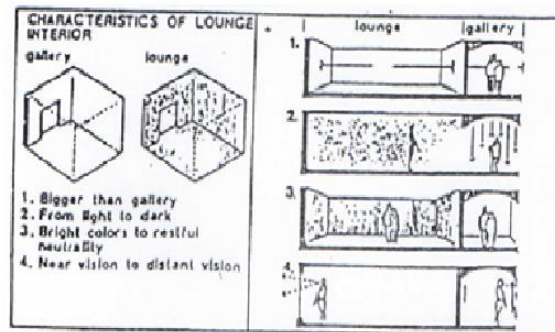 CHARACTERISTICS OF LOUNGE
INTERIOR
gallery lounge
1. Bigger than gallery
2. From light to dark
3. Bright colors to restful
neutrality
4. Near vision to distant vision
lounge gallery
1.
2.
3.
4.